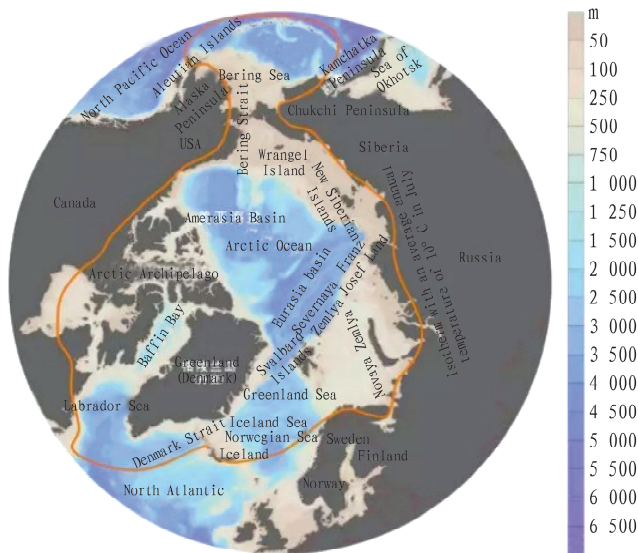 North Pacific Ocean
Aleutian Islands
Bering Sea
Kamchatka
Peninsula
Sea of
Okhotsk
Alaska
Peninsula
Bering Strait
Chukchi Peninsula
USA
Wrangel
Island
Siberia
New Siberian
Islands
Canada
Amerasia Basin
Arctic Ocean
Isotherm with an average annual
temperature of 10° C in July
Russia
Arctic Archipelago
Eurasia basin
Severnaya
Zemlya
Franz
Josef Lund
Baffin Bay
Svalbard
Islands
Novaya Zemlya
Greenland
(Denmark)
Greenland Sea
Labrador Sea
Iceland Sea
Denmark Strait
Norwegian Sea
Sweden
Iceland
Finland
North Atlantic
Norway
m
50
100
250
500
750
1 000
1 250
1 500
2 000
2 500
3 000
3 500
4 000
4 500
5 000
5 500
6 000
6 500